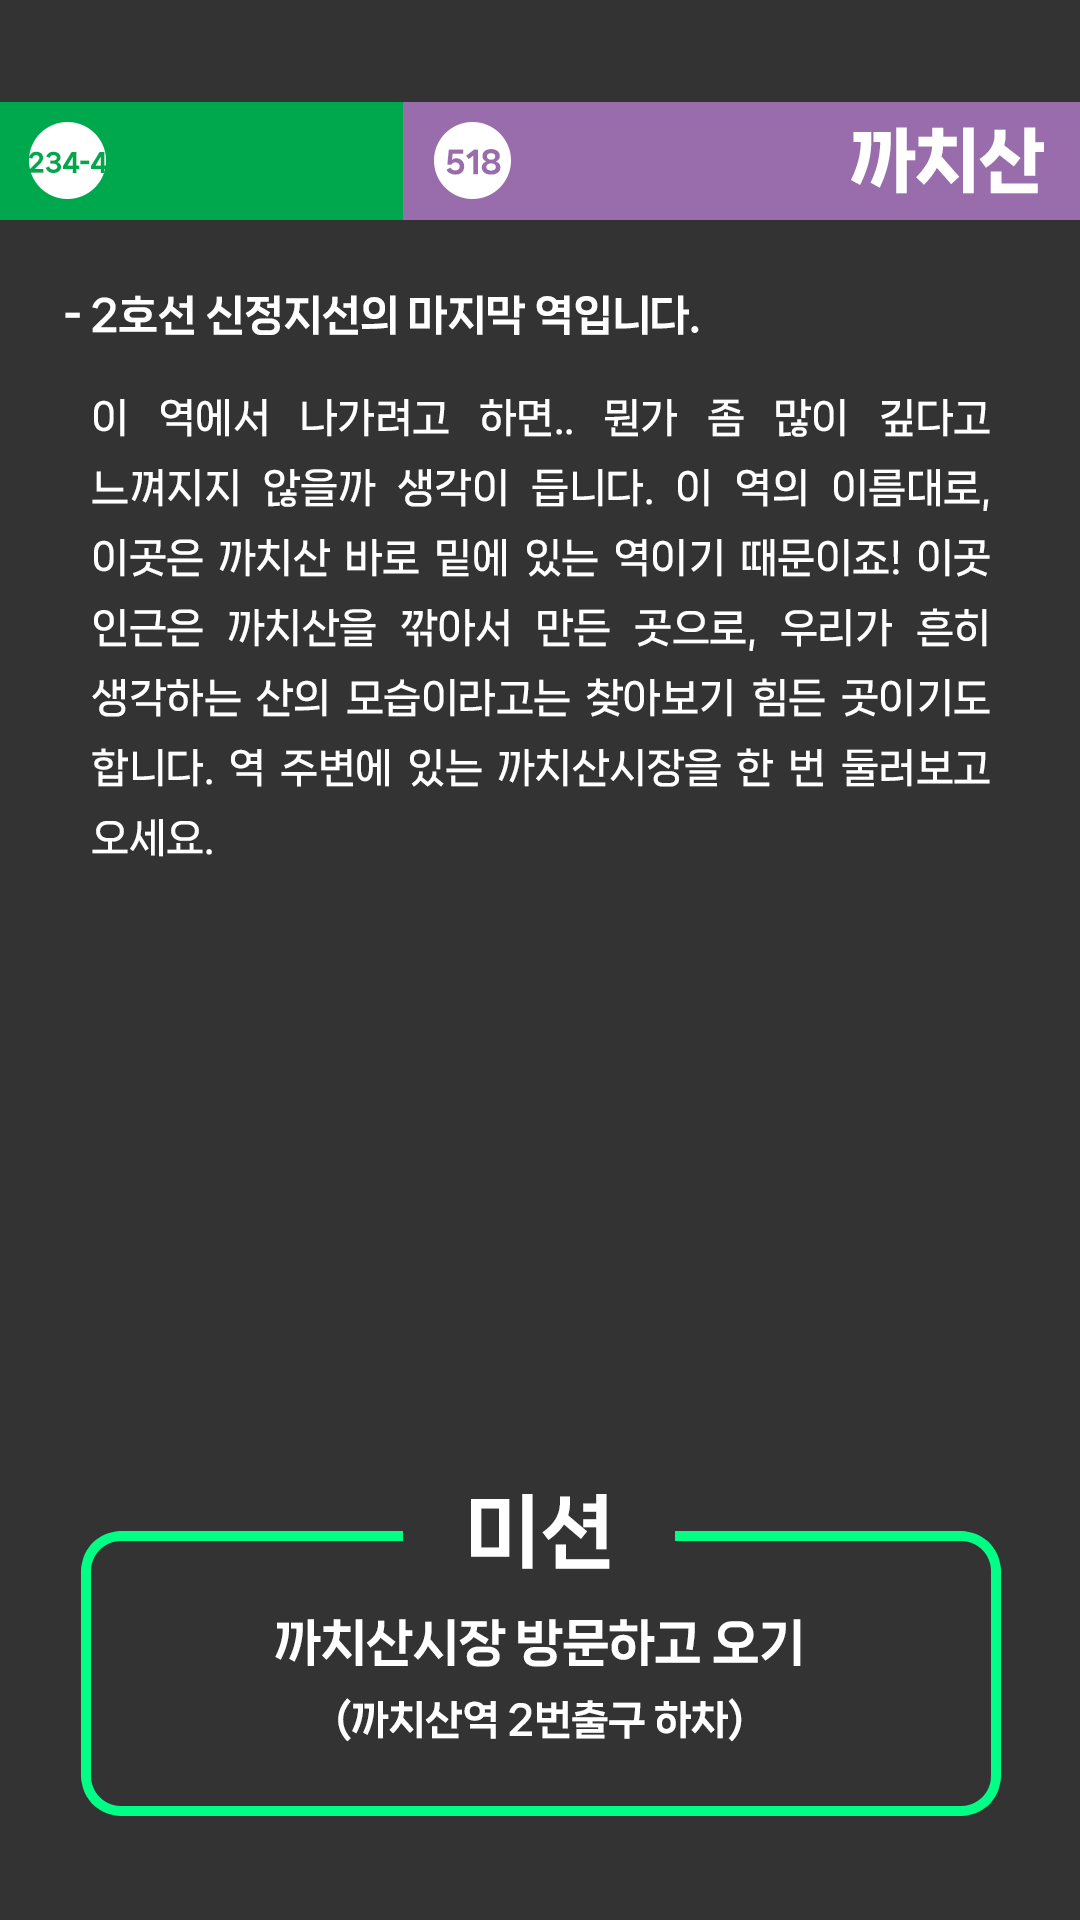 234-4
518
까치산
- 2호선 신정지선의 마지막 역입니다.
이 역에서 나가려고 하면.. 뭔가 좀 많이 깊다고
느껴지지 않을까 생각이 듭니다. 이 역의 이름대로,
이곳은 까치산 바로 밑에 있는 역이기 때문이죠! 이곳
인근은 까치산을 깎아서 만든 곳으로, 우리가 흔히
생각하는 산의 모습이라고는 찾아보기 힘든 곳이기도
합니다. 역 주변에 있는 까치산시장을 한 번 둘러보고
오세요.
미션
까치산시장 방문하고 오기
(까치산역 2번출구 하차)